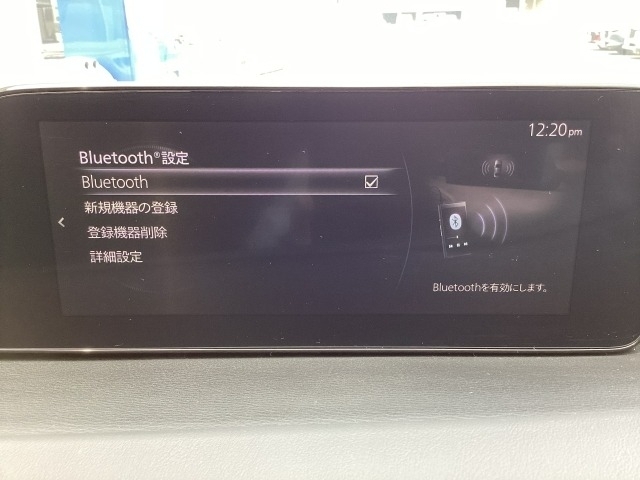 12:20pm
Bluetooth®設定
Bluetooth
新規機器の登録
登録機器削除
詳細設定
Bluetoothを有効にします。